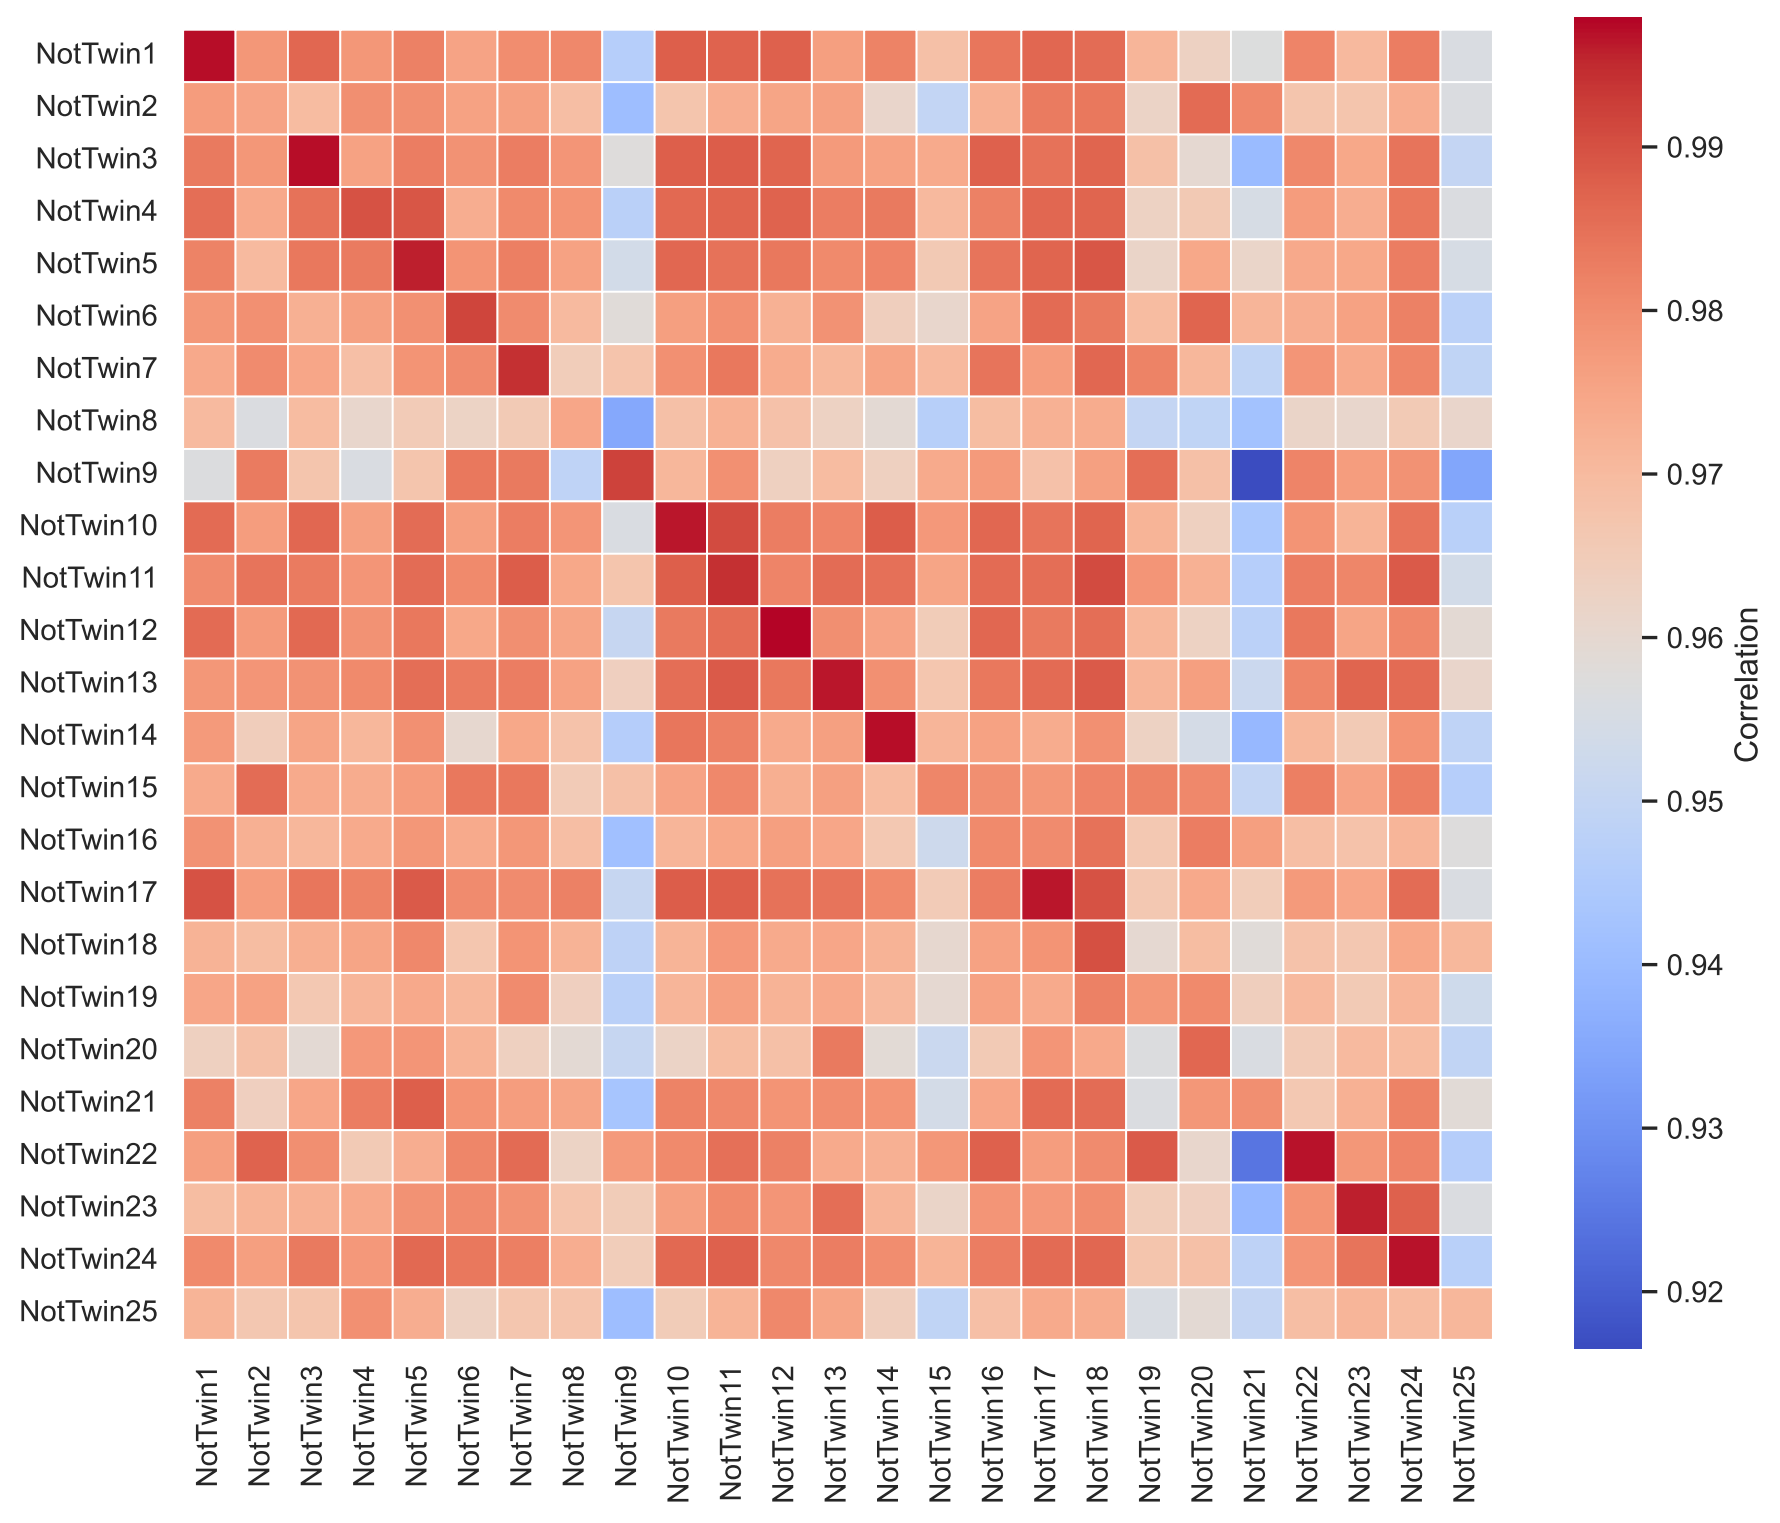 NotTwin1
NotTwin2
NotTwin3
NotTwin4
NotTwin5
NotTwin6
NotTwin7
NotTwin8
NotTwin9
NotTwin10
NotTwin11
NotTwin12
NotTwin13
NotTwin14
NotTwin15
NotTwin16
NotTwin17
NotTwin18
NotTwin19
NotTwin20
NotTwin21
NotTwin22
NotTwin23
NotTwin24
NotTwin25
NotTwin1
NotTwin2
NotTwin3
NotTwin4
NotTwin5
NotTwin6
NotTwin7
NotTwin8
NotTwin9
NotTwin10
NotTwin11
NotTwin12
NotTwin13
NotTwin14
NotTwin15
NotTwin16
NotTwin17
NotTwin18
NotTwin19
NotTwin20
NotTwin21
NotTwin22
NotTwin23
NotTwin24
NotTwin25
0.99
0.98
0.97
0.96
0.95
0.94
0.93
0.92
Correlation